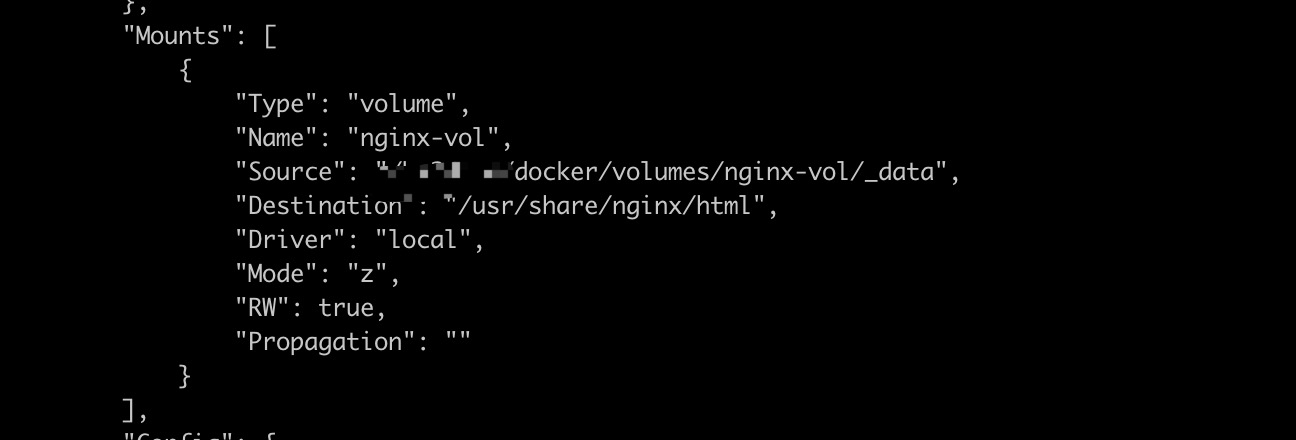 },
"Mounts": [
{
"Type": "volume",
"Name": "nginx-vol",
"Source": docker/volumes/nginx-vol/_data",
"Destination": "/usr/share/nginx/html",
"Driver": "local",
"Mode": "z",
"RW": true,
"Propagation": ""
}
],
"Config": {